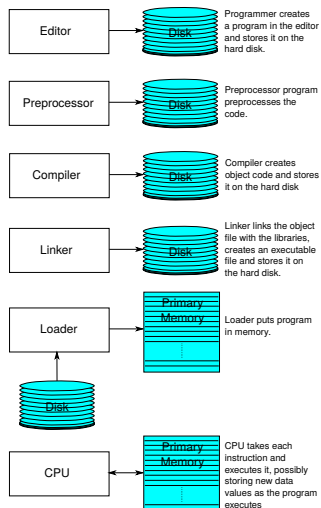 Editor
Disk
Programmer creates
a program in the editor
and stores it on the
hard disk.
Preprocessor
Disk
Preprocessor program
preprocesses the
code.
Compiler
Disk
Compiler creates
object code and stores
it on the hard disk
Linker
Disk
Linker links the object
file with the libraries,
creates an executable
file and stores it on
the hard disk.
Loader
Primary
Memory
Loader puts program
in memory.
Disk
CPU
Primary
Memory
CPU takes each
instruction and
executes it, possibly
storing new data
values as the program
executes